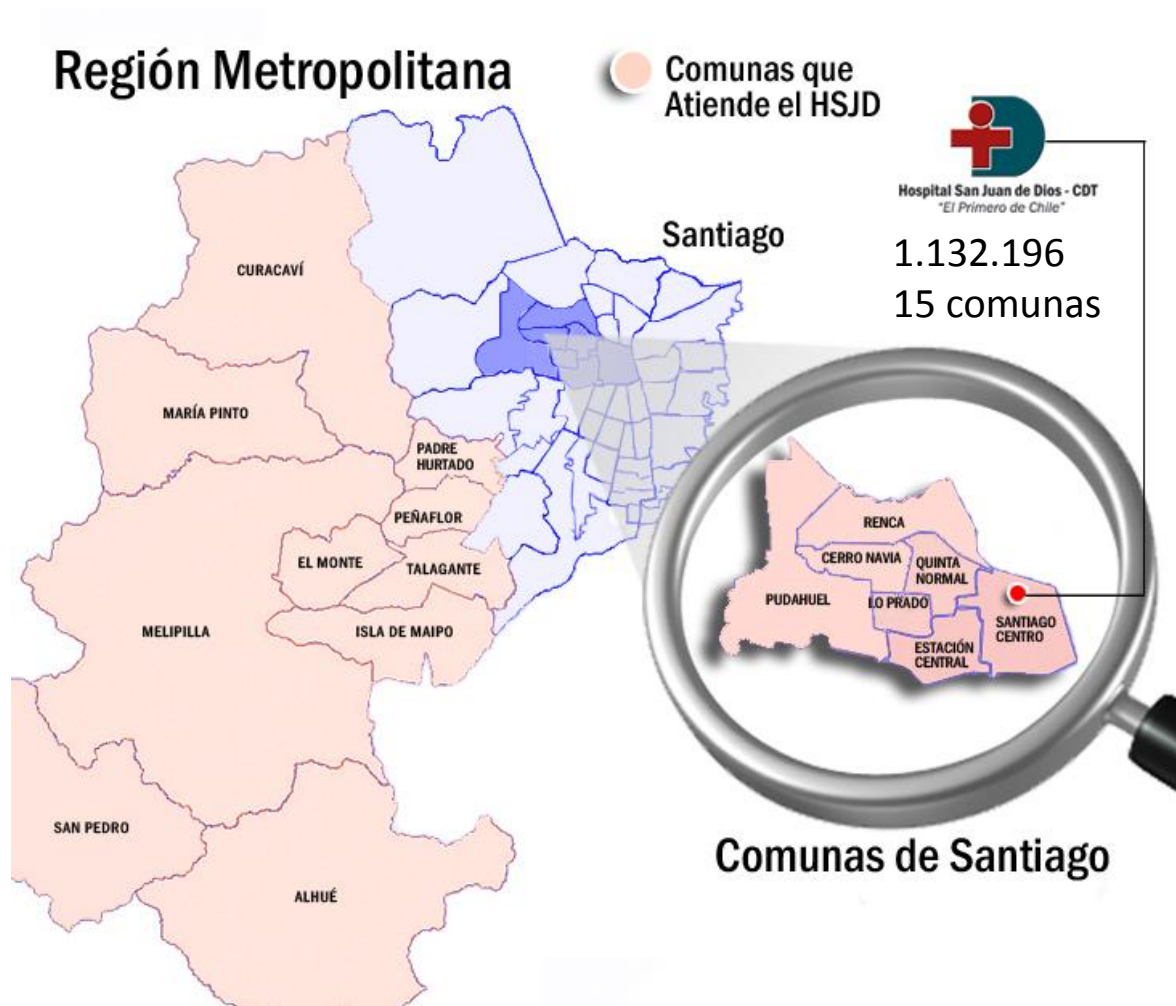 Región Metropolitana
Comunas que
Atiende el HSJD
Hospital San Juan de Dios - CDT
"El Primero de Chile"
Santiago
1.132.196
15 comunas
CURACAVÍ
MARÍA PINTO
PADRE
HURTADO
PEÑAFLOR
EL MONTE
TALAGANTE
MELIPILLA
ISLA DE MAIPO
SAN PEDRO
ALHUÉ
RENCA
CERRO NAVIA
QUINTA
NORMAL
PUDAHUEL
LO PRADO
SANTIAGO
CENTRO
ESTACIÓN
CENTRAL
Comunas de Santiago